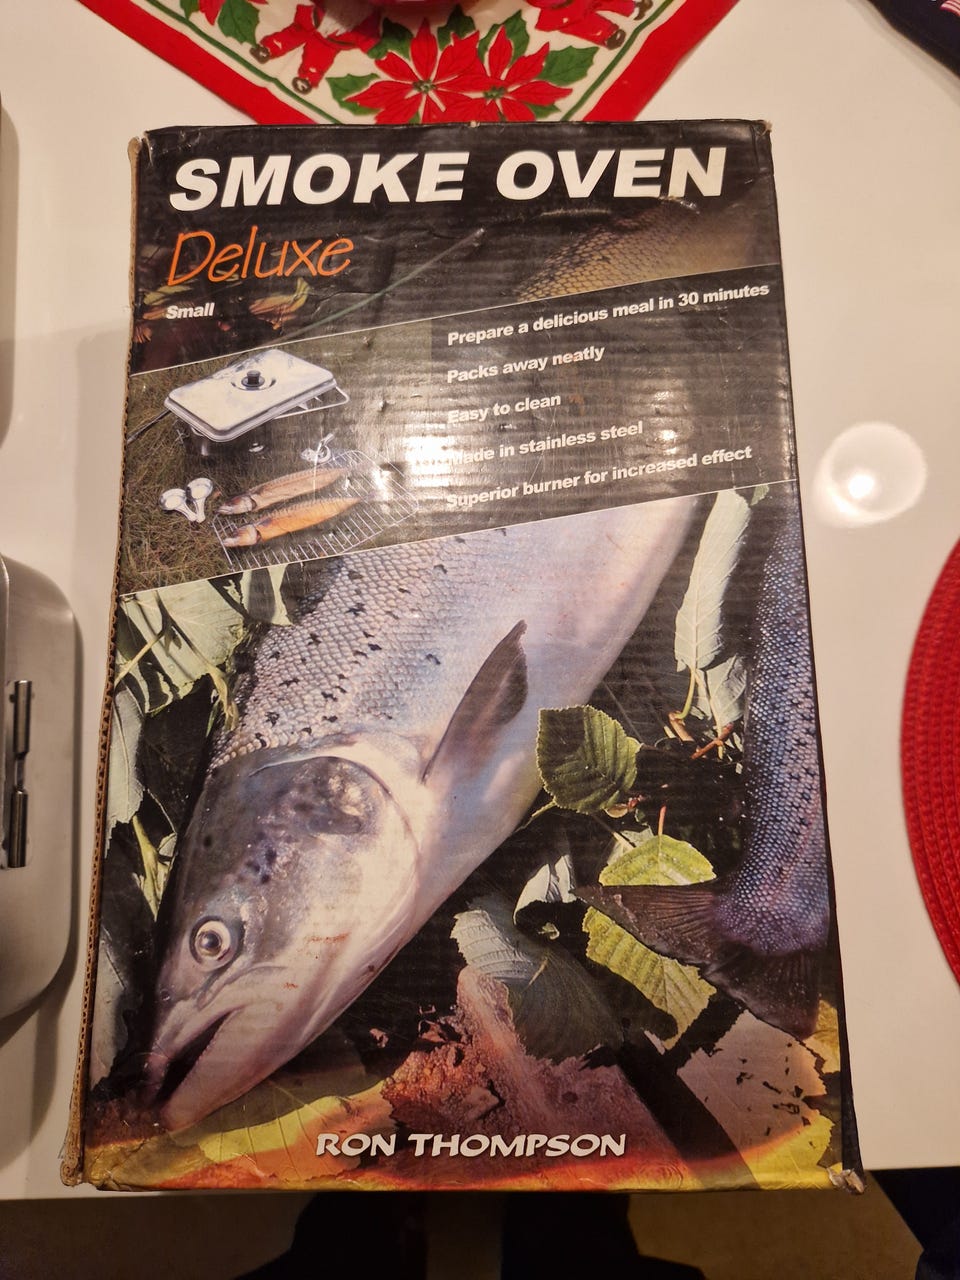 SMOKE OVEN
Deluxe
Small
Prepare a delicious meal in 30 minutes
Packs away neatly
Easy to clean
Made in stainless steel
Superior burner for increased effect
RON THOMPSON